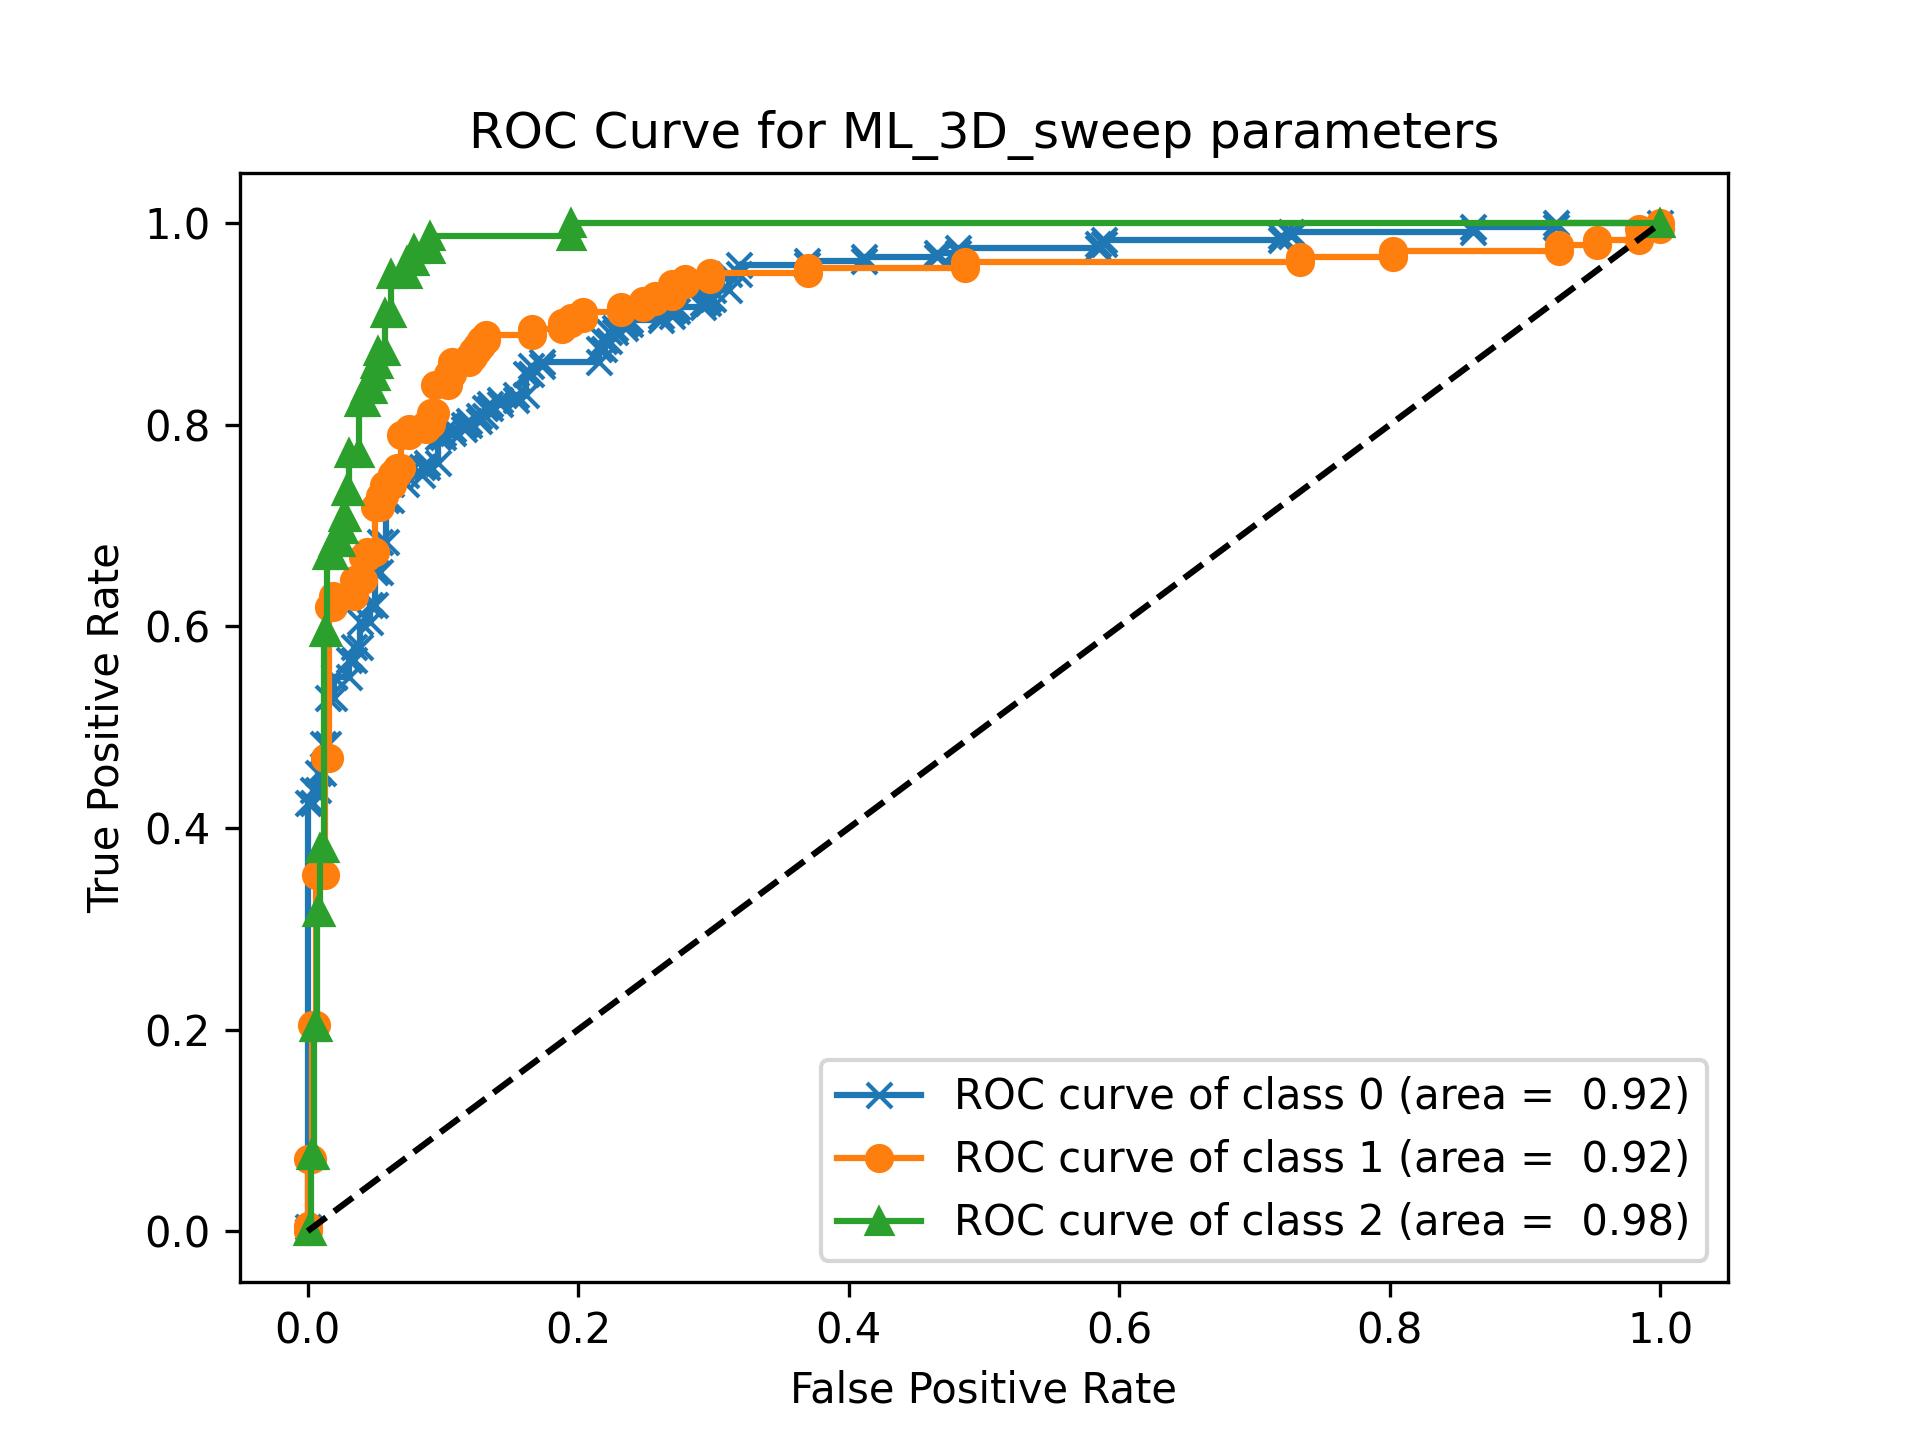 ROC Curve for ML_3D_sweep parameters
1.0
0.8
0.6
0.4
0.2
0.0
True Positive Rate
ROC curve of class 0 (area =  0.92)
ROC curve of class 1 (area =  0.92)
ROC curve of class 2 (area =  0.98)
0.0 0.2 0.4 0.6 0.8 1.0
False Positive Rate